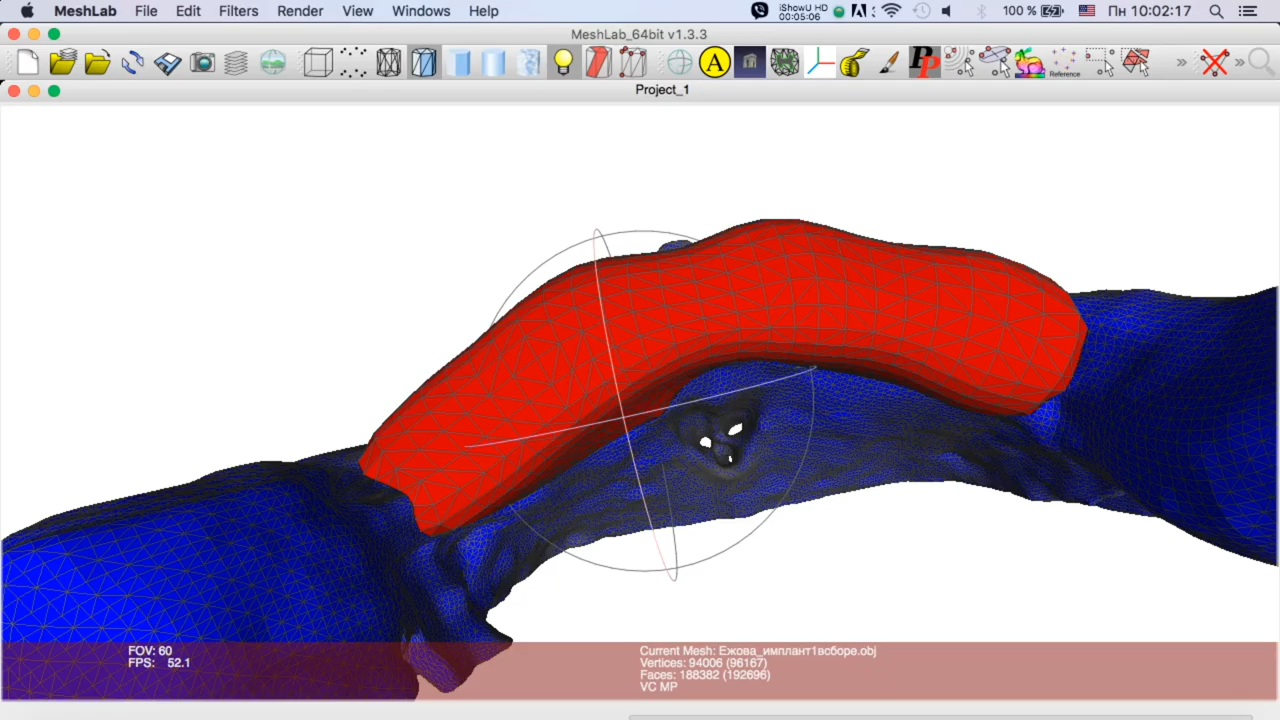 MeshLab File Edit Filters Render View Windows Help
iShowU HD
00:05:06
100 % Пн 10:02:17
MeshLab_64bit v1.3.3
A
Reference
Project_1
FOV: 60
FPS: 52.1
Current Mesh: Ежова_имплант1всборе.obj
Vertices: 94006 (96167)
Faces: 188382 (192696)
VC MP